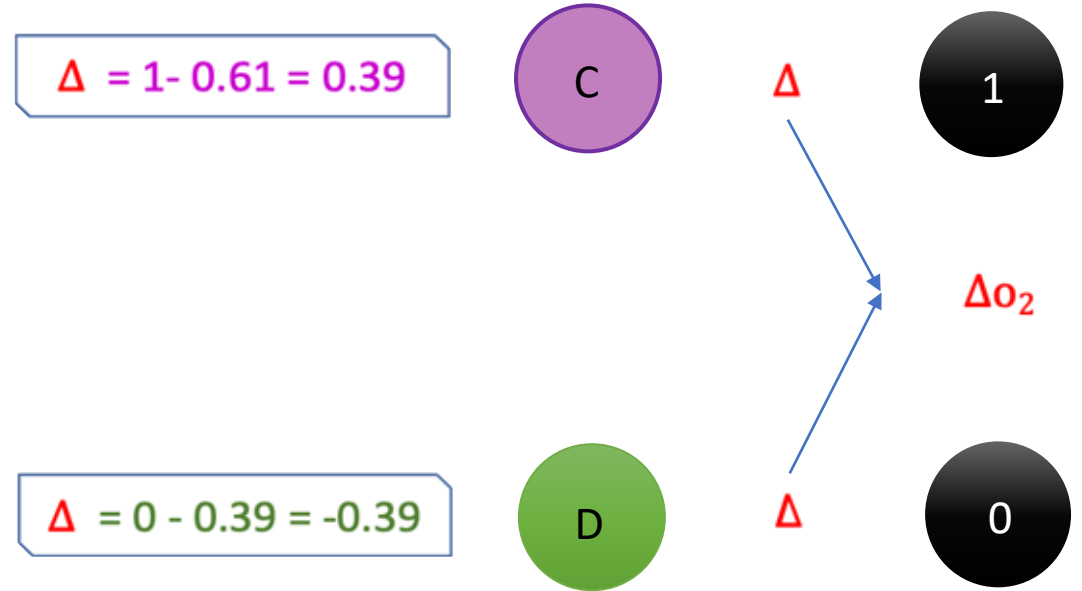 Δ = 1- 0.61 = 0.39
C
Δ
1
Δo₂
Δ = 0 - 0.39 = -0.39
D
Δ
0